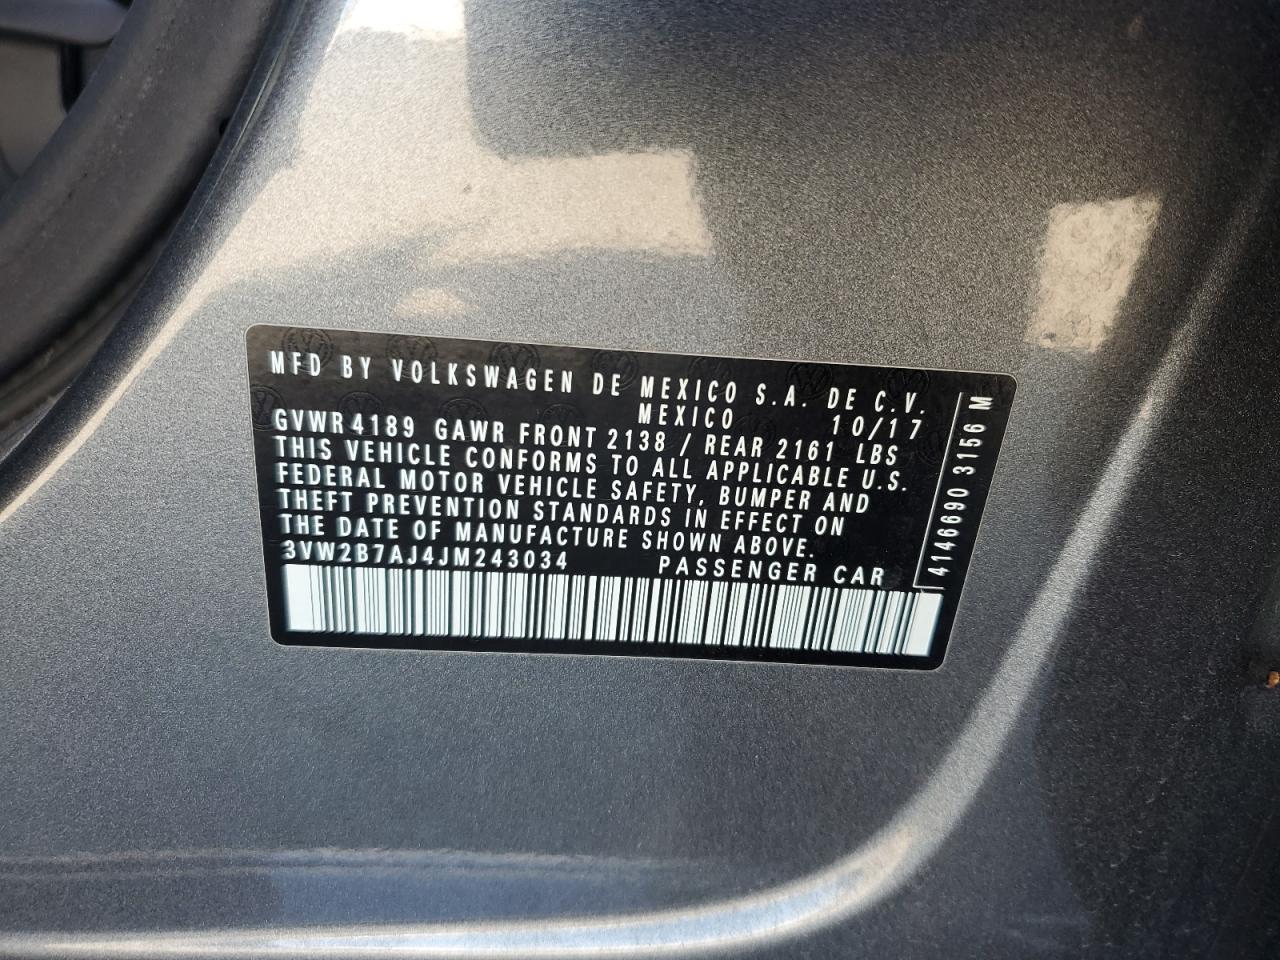 MFD BY VOLKSWAGEN DE MEXICO S.A. DE C.V.
MEXICO 10/17
GVWR 4189 GAWR FRONT 2138 / REAR 2161 LBS
THIS VEHICLE CONFORMS TO ALL APPLICABLE U.S.
FEDERAL MOTOR VEHICLE SAFETY, BUMPER AND
THEFT PREVENTION STANDARDS IN EFFECT ON
THE DATE OF MANUFACTURE SHOWN ABOVE.
3VW2B7AJ4JM243034 PASSENGER CAR
4146690 3156 M